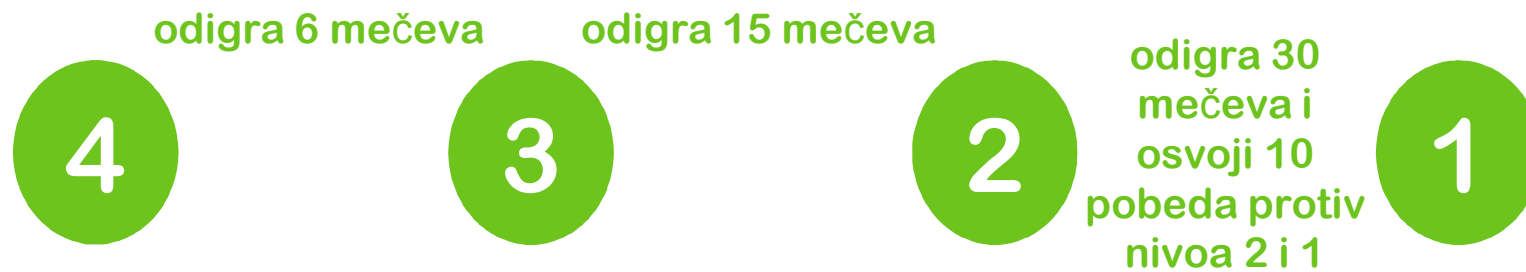 odigra 6 mečeva
odigra 15 mečeva
odigra 30
mečeva i
osvoji 10
pobeda protiv
nivoa 2 i 1
4
3
2
1